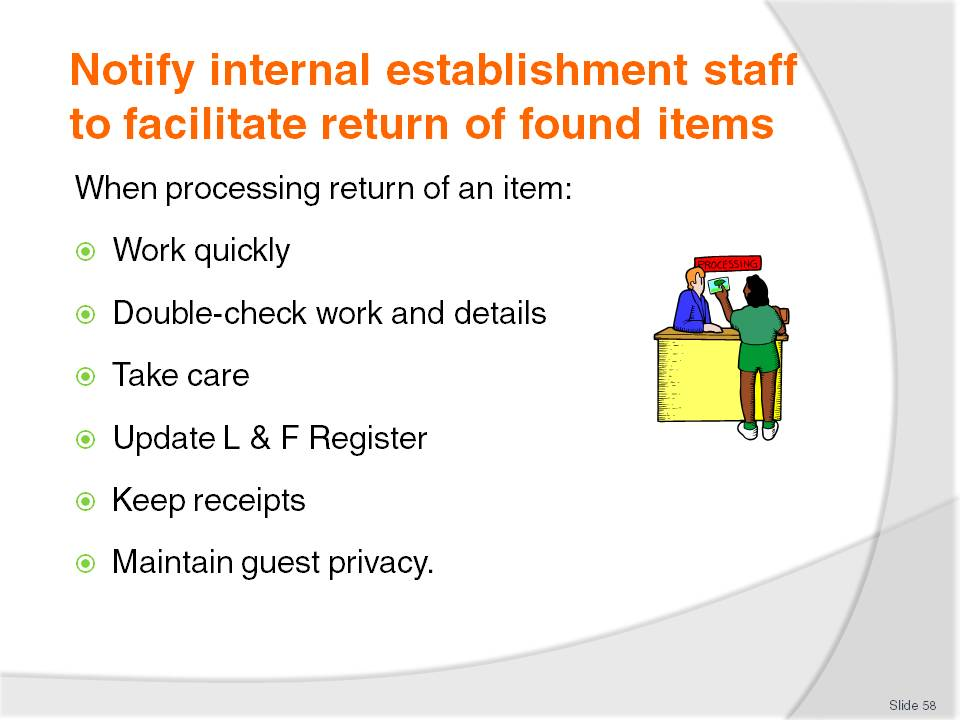 Notify internal establishment staff
to facilitate return of found items
When processing return of an item:
Work quickly
Double-check work and details
PROCESSING
Take care
Update L & F Register
Keep receipts
Maintain guest privacy.
Slide 58